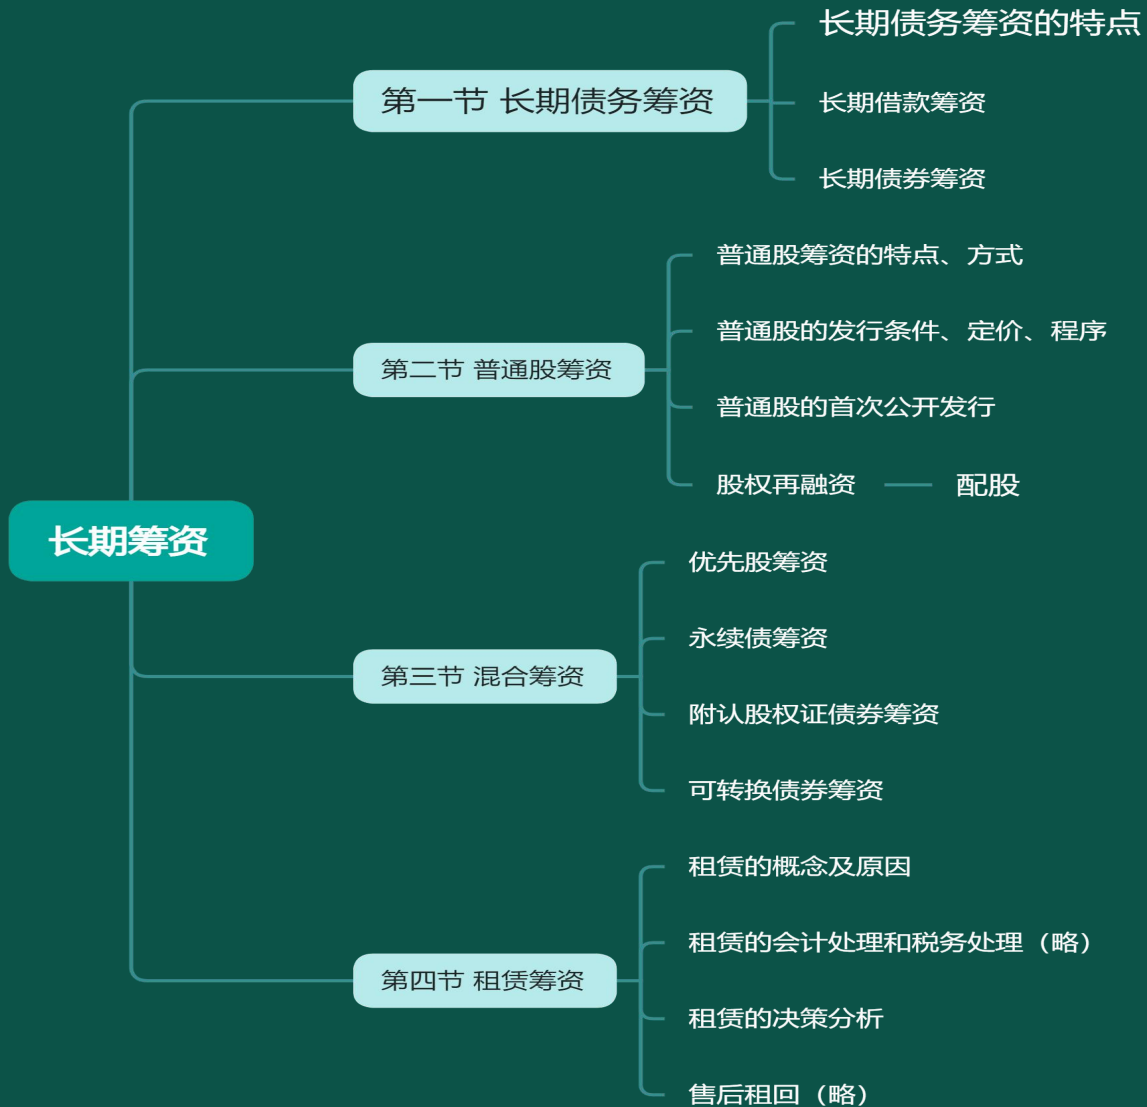 长期筹资
第一节 长期债务筹资
长期债务筹资的特点
长期借款筹资
长期债券筹资
第二节 普通股筹资
普通股筹资的特点、方式
普通股的发行条件、定价、程序
普通股的首次公开发行
股权再融资
配股
第三节 混合筹资
优先股筹资
永续债筹资
附认股权证债券筹资
可转换债券筹资
第四节 租赁筹资
租赁的概念及原因
租赁的会计处理和税务处理（略）
租赁的决策分析
售后租回（略）